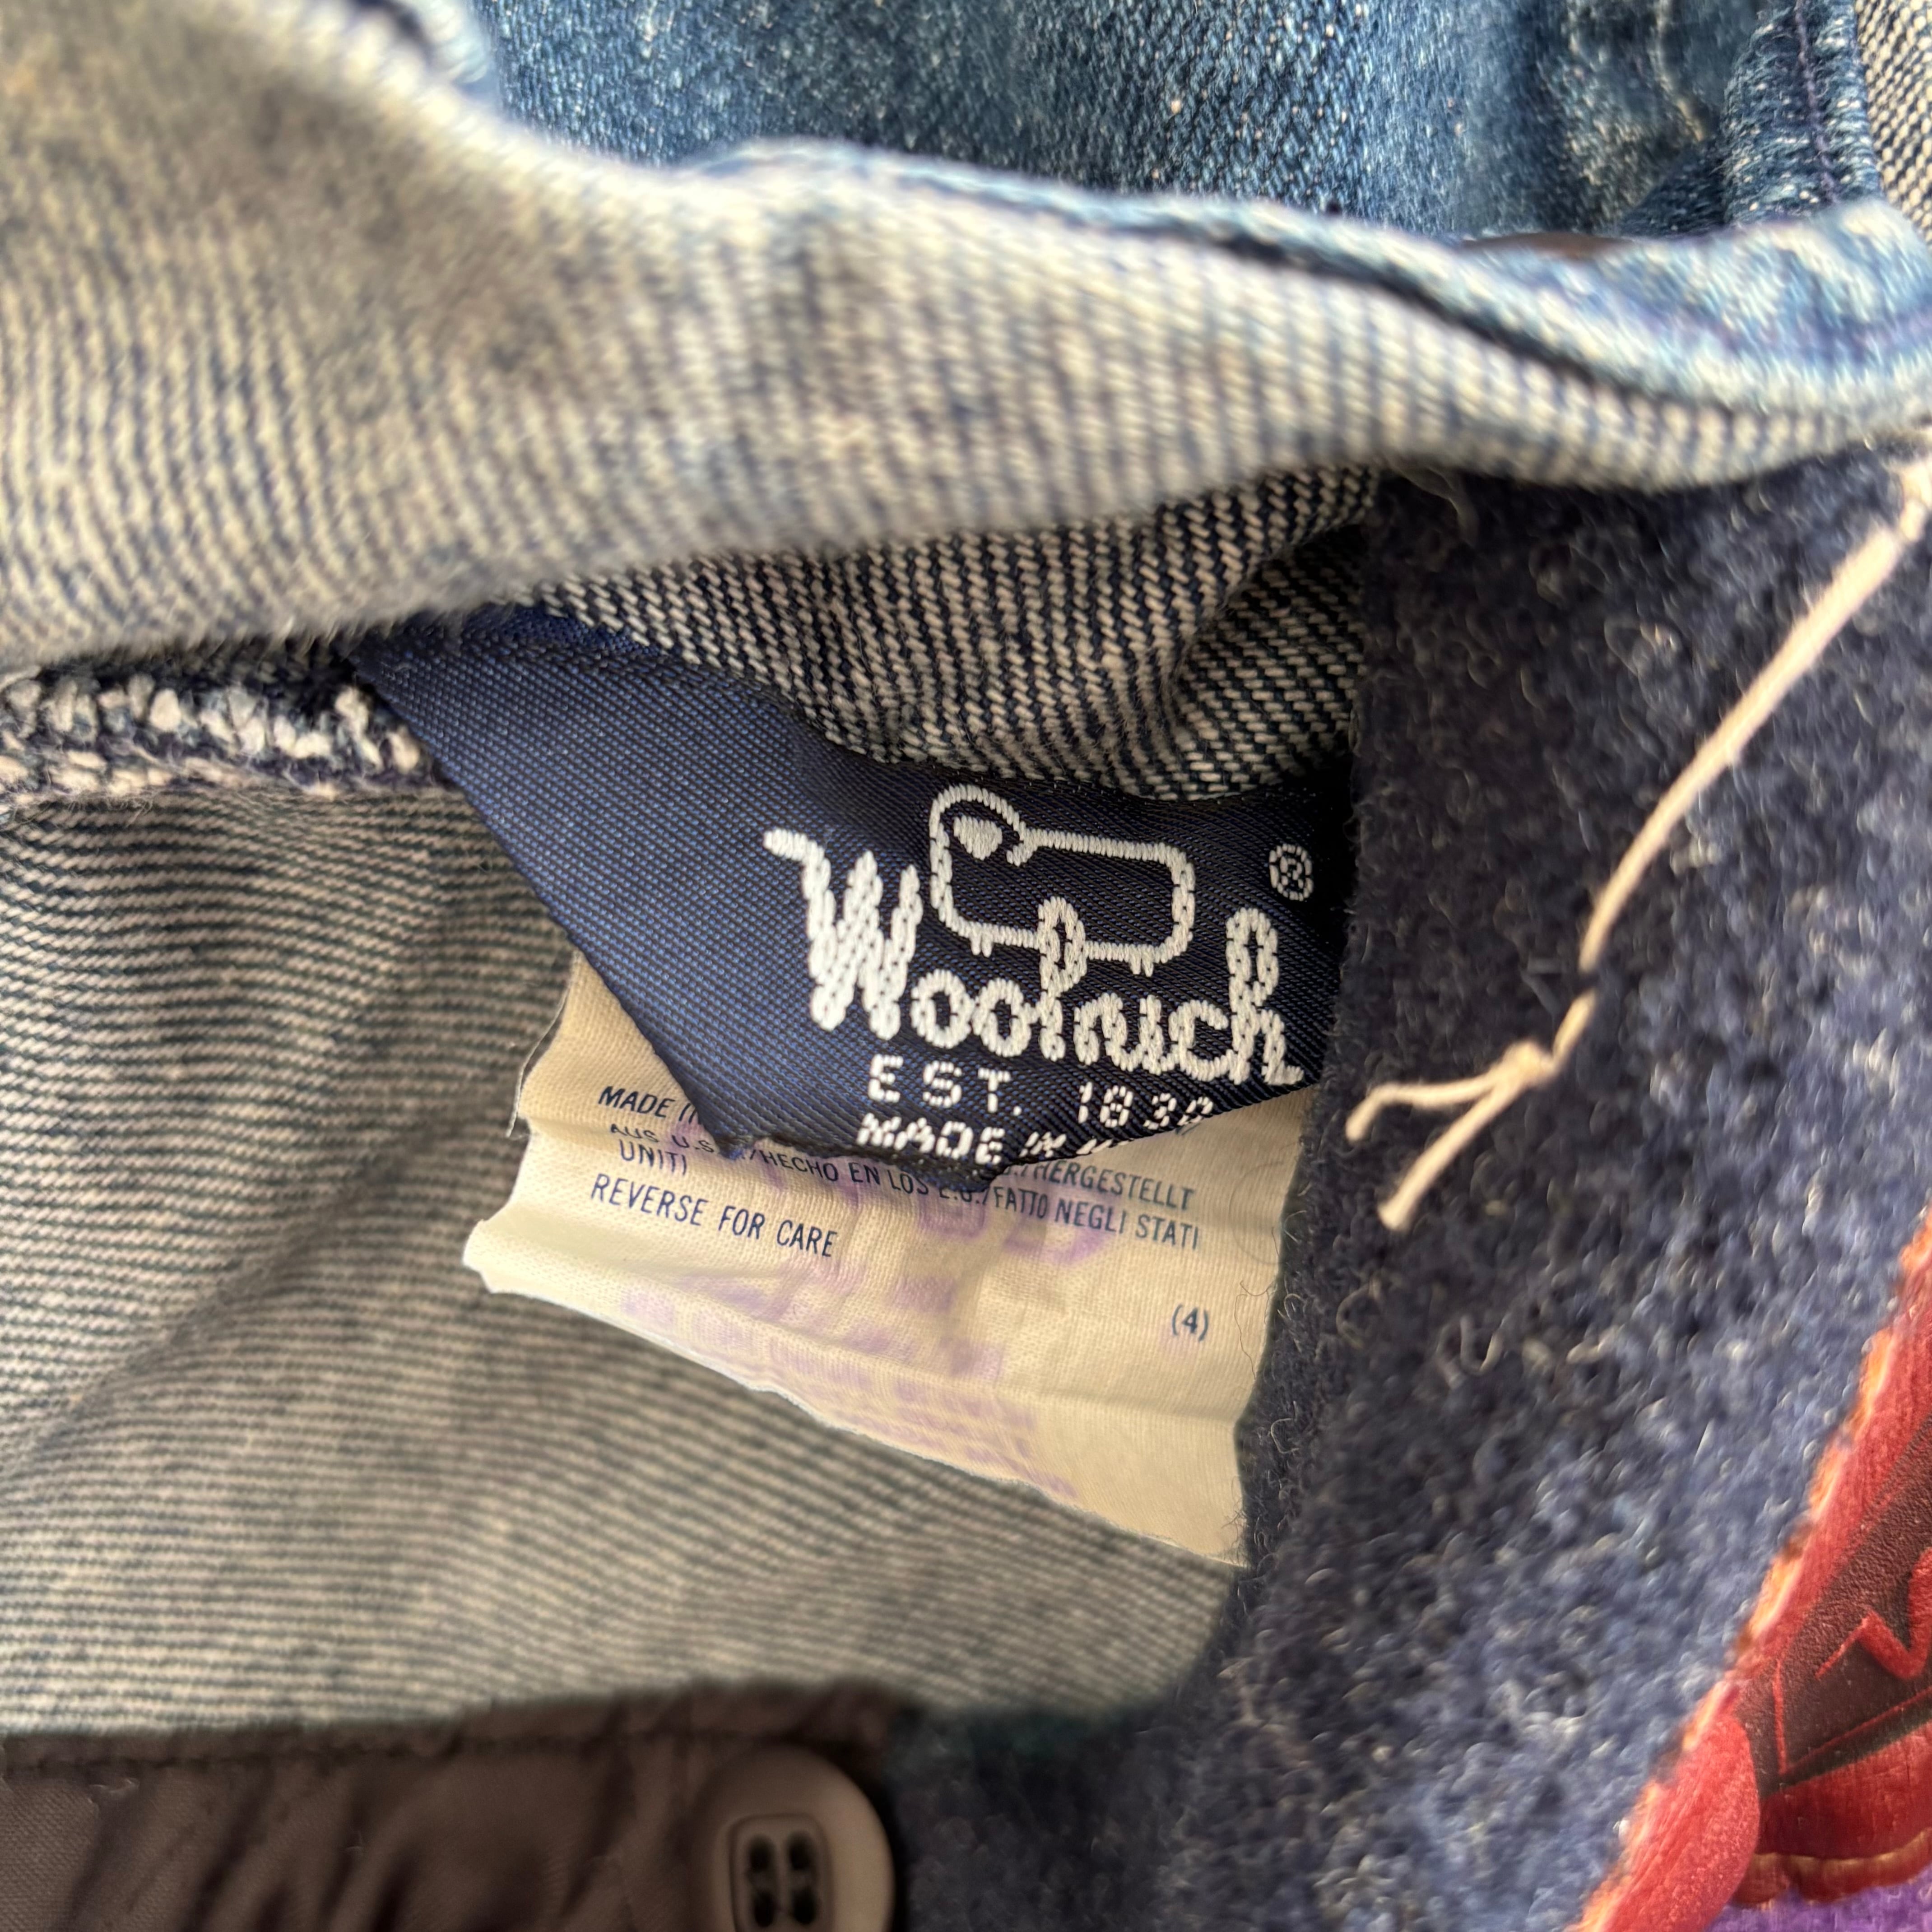 Woolrich ®
EST. 1830
MADE IN
MADE
HERGESTELLT
AUS U.S.A./HECHO EN LOS E.U./FATTO NEGLI STATI
UNITI
REVERSE FOR CARE
(4)